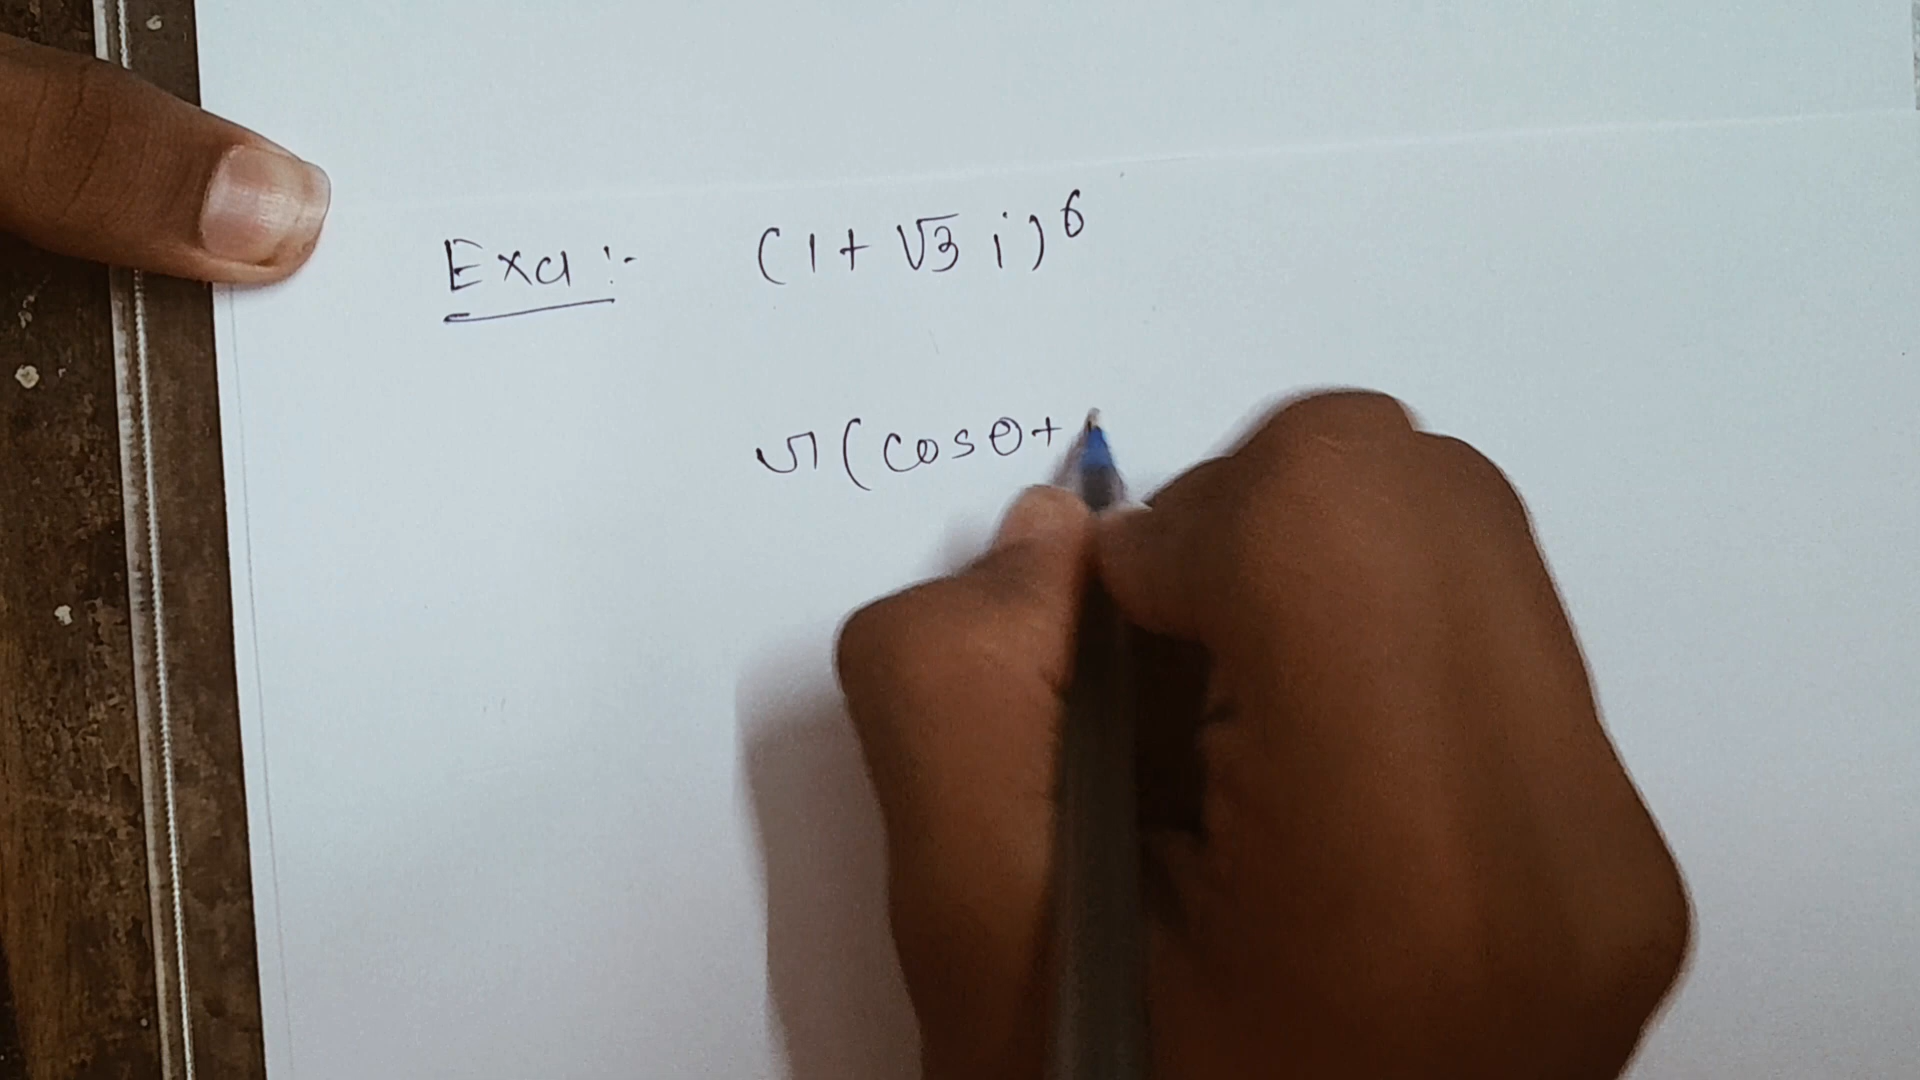 Exa :- (1 + √3 i)^6
r (cosθ +